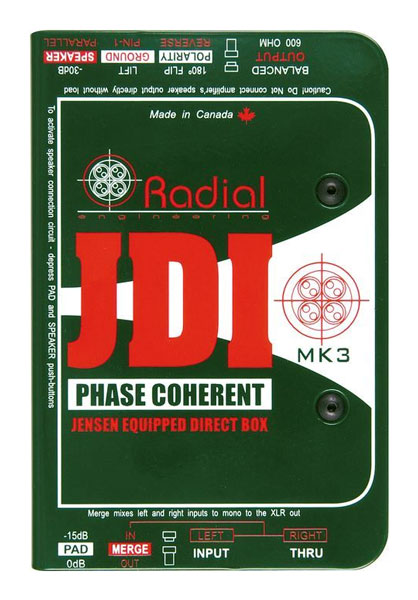 Caution! Do Not connect amplifier's speaker output directly without load
BALANCED 180º FLIP LIFT -30dB
OUTPUT POLARITY GROUND SPEAKER
600 OHM REVERSE PIN-1 PARALLEL
Made in Canada
Radial
engineering
JDI
MK3
PHASE COHERENT
JENSEN EQUIPPED DIRECT BOX
To activate speaker connection circuit - depress PAD and SPEAKER push-buttons
Merge mixes left and right inputs to mono to the XLR out
-15dB IN LEFT RIGHT
PAD MERGE INPUT THRU
0dB OUT